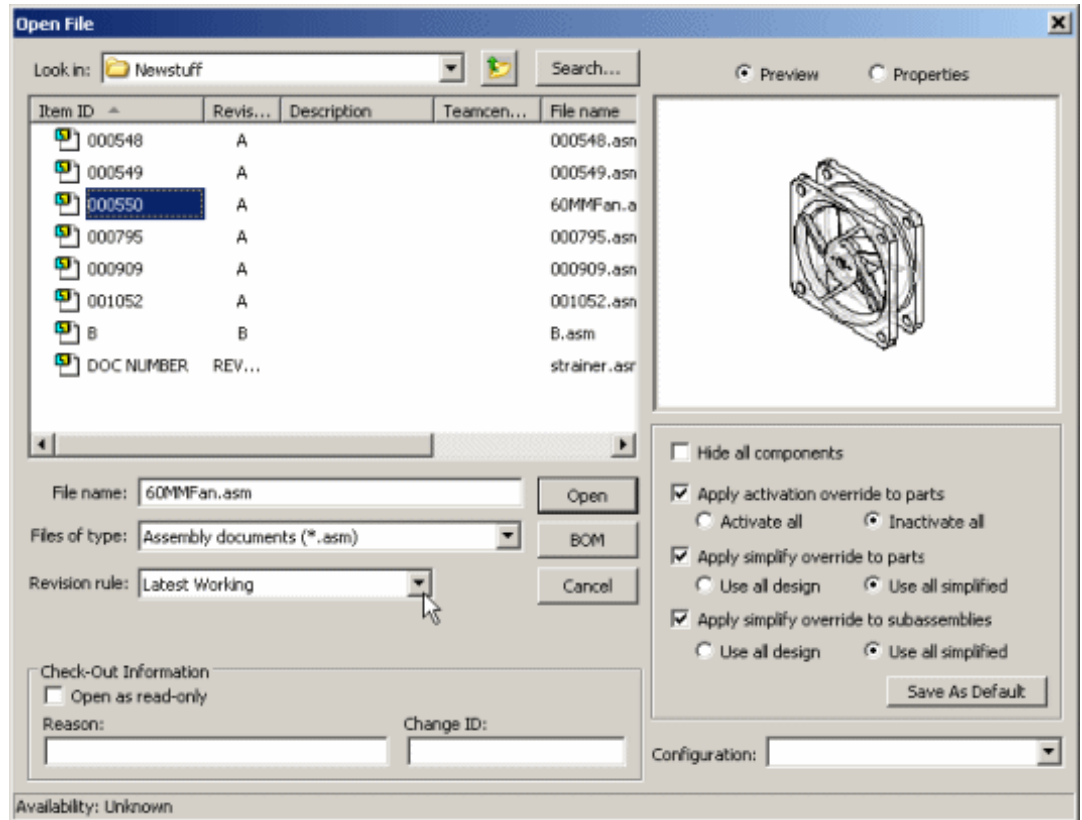 Open File
Look in: Newstuff Search... Preview Properties
Item ID Revis... Description Teamcen... File name
000548 A 000548.asn
000549 A 000549.asn
000550 A 60MMFan.a
000795 A 000795.asn
000909 A 000909.asn
001052 A 001052.asn
B B B.asm
DOC NUMBER REV... strainer.asr
File name: 60MMFan.asm Open
Files of type: Assembly documents (*.asm) BOM
Revision rule: Latest Working Cancel
Check-Out Information
Open as read-only
Reason: Change ID:
Hide all components
Apply activation override to parts
Activate all Inactivate all
Apply simplify override to parts
Use all design Use all simplified
Apply simplify override to subassemblies
Use all design Use all simplified
Save As Default
Configuration:
Availability: Unknown